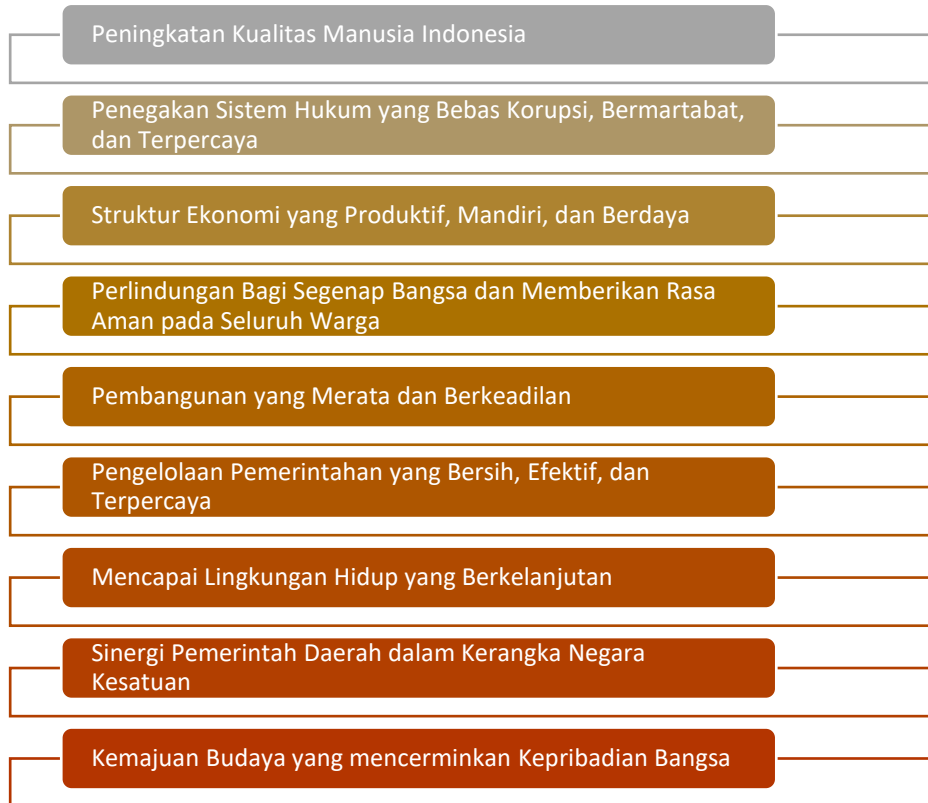 Peningkatan Kualitas Manusia Indonesia
Penegakan Sistem Hukum yang Bebas Korupsi, Bermartabat,
dan Terpercaya
Struktur Ekonomi yang Produktif, Mandiri, dan Berdaya
Perlindungan Bagi Segenap Bangsa dan Memberikan Rasa
Aman pada Seluruh Warga
Pembangunan yang Merata dan Berkeadilan
Pengelolaan Pemerintahan yang Bersih, Efektif, dan
Terpercaya
Mencapai Lingkungan Hidup yang Berkelanjutan
Sinergi Pemerintah Daerah dalam Kerangka Negara
Kesatuan
Kemajuan Budaya yang mencerminkan Kepribadian Bangsa